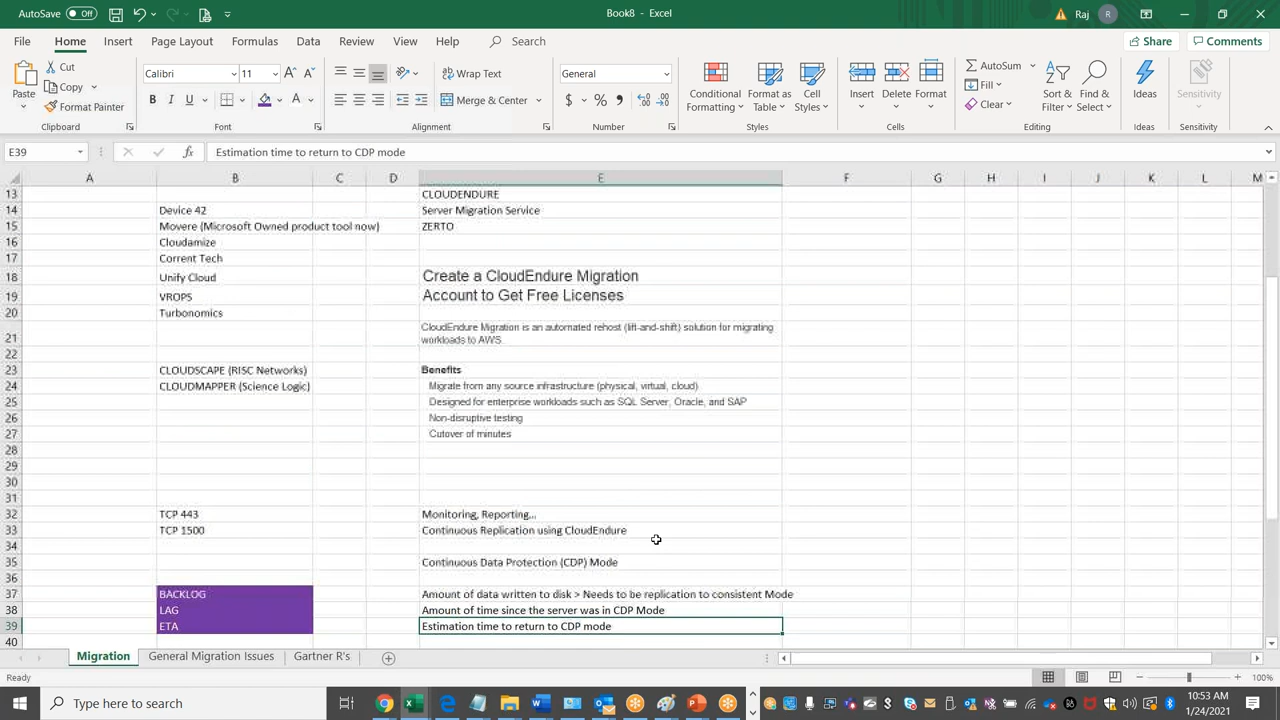 AutoSave Off
Book8 - Excel
Raj R
File Home Insert Page Layout Formulas Data Review View Help Search
Share Comments
Paste
Cut
Copy
Format Painter
Clipboard
Calibri 11
B I U
Font
Wrap Text
Merge & Center
Alignment
General
$ % ,
Number
Conditional Formatting
Format as Table
Cell Styles
Styles
Insert Delete Format
Cells
AutoSum
Fill
Clear
Sort & Filter
Find & Select
Editing
Ideas
Ideas
Sensitivity
Sensitivity
E39 fx Estimation time to return to CDP mode
A B C D E F G H I J K L M
13 CLOUDENDURE
14 Device 42 Server Migration Service
15 Movere (Microsoft Owned product tool now) ZERTO
16 Cloudamize
17 Corrent Tech
18 Unify Cloud Create a CloudEndure Migration
19 VROPS Account to Get Free Licenses
20 Turbonomics
21 CloudEndure Migration is an automated rehost (lift-and-shift) solution for migrating
workloads to AWS.
22
23 CLOUDSCAPE (RISC Networks) Benefits
24 CLOUDMAPPER (Science Logic) Migrate from any source infrastructure (physical, virtual, cloud)
25 Designed for enterprise workloads such as SQL Server, Oracle, and SAP
26 Non-disruptive testing
27 Cutover of minutes
28
29
30
31
32 TCP 443 Monitoring, Reporting...
33 TCP 1500 Continuous Replication using CloudEndure
34
35 Continuous Data Protection (CDP) Mode
36
37 BACKLOG Amount of data written to disk > Needs to be replication to consistent Mode
38 LAG Amount of time since the server was in CDP Mode
39 ETA Estimation time to return to CDP mode
40
Migration General Migration Issues Gartner R's
Ready 100%
Type here to search
10:53 AM
1/24/2021